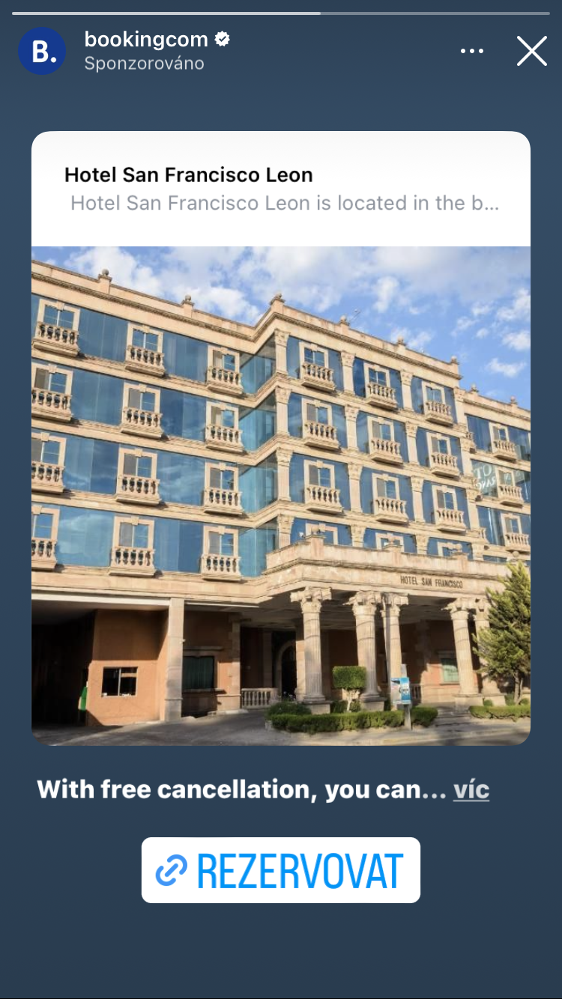 B.
bookingcom
Sponzorováno
Hotel San Francisco Leon
Hotel San Francisco Leon is located in the b...
HOTEL SAN FRANCISCO
With free cancellation, you can... víc
REZERVOVAT